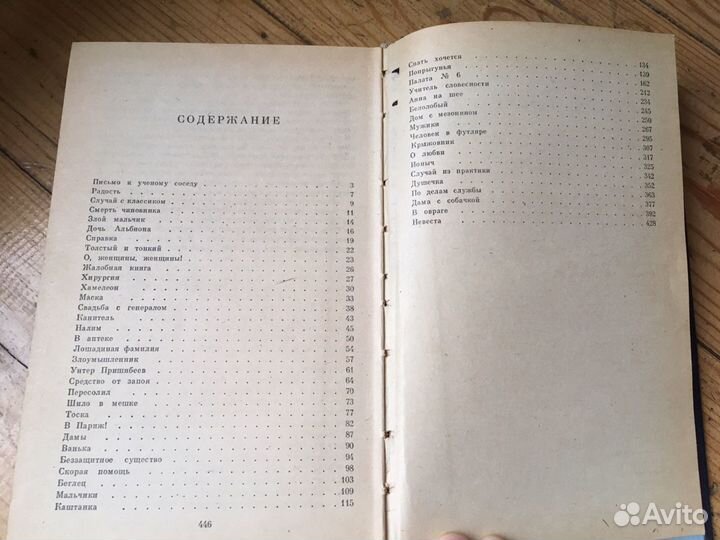 СОДЕРЖАНИЕ
Письмо к ученому соседу 3
Радость 7
Случай с классиком 9
Смерть чиновника 11
Злой мальчик 14
Дочь Альбиона 16
Справка 19
Толстый и тонкий 22
О, женщины, женщины! 23
Жалобная книга 26
Хирургия 27
Хамелеон 30
Маска 33
Свадьба с генералом 38
Канитель 43
Налим 45
В аптеке 50
Лошадиная фамилия 54
Злоумышленник 57
Унтер Пришибеев 61
Средство от запоя 64
Пересолил 70
Шило в мешке 73
Тоска 77
В Париж! 82
Дамы 87
Ванька 90
Беззащитное существо 94
Скорая помощь 98
Беглец 103
Мальчики 109
Каштанка 115
446
Спать хочется 134
Попрыгунья 139
Палата № 6 162
Учитель словесности 212
Анна на шее 234
Белолобый 245
Дом с мезонином 250
Мужики 267
Человек в футляре 295
Крыжовник 307
О любви 317
Ионыч 325
Случай из практики 342
Душечка 352
По делам службы 363
Дама с собачкой 377
В овраге 392
Невеста 428
Avito